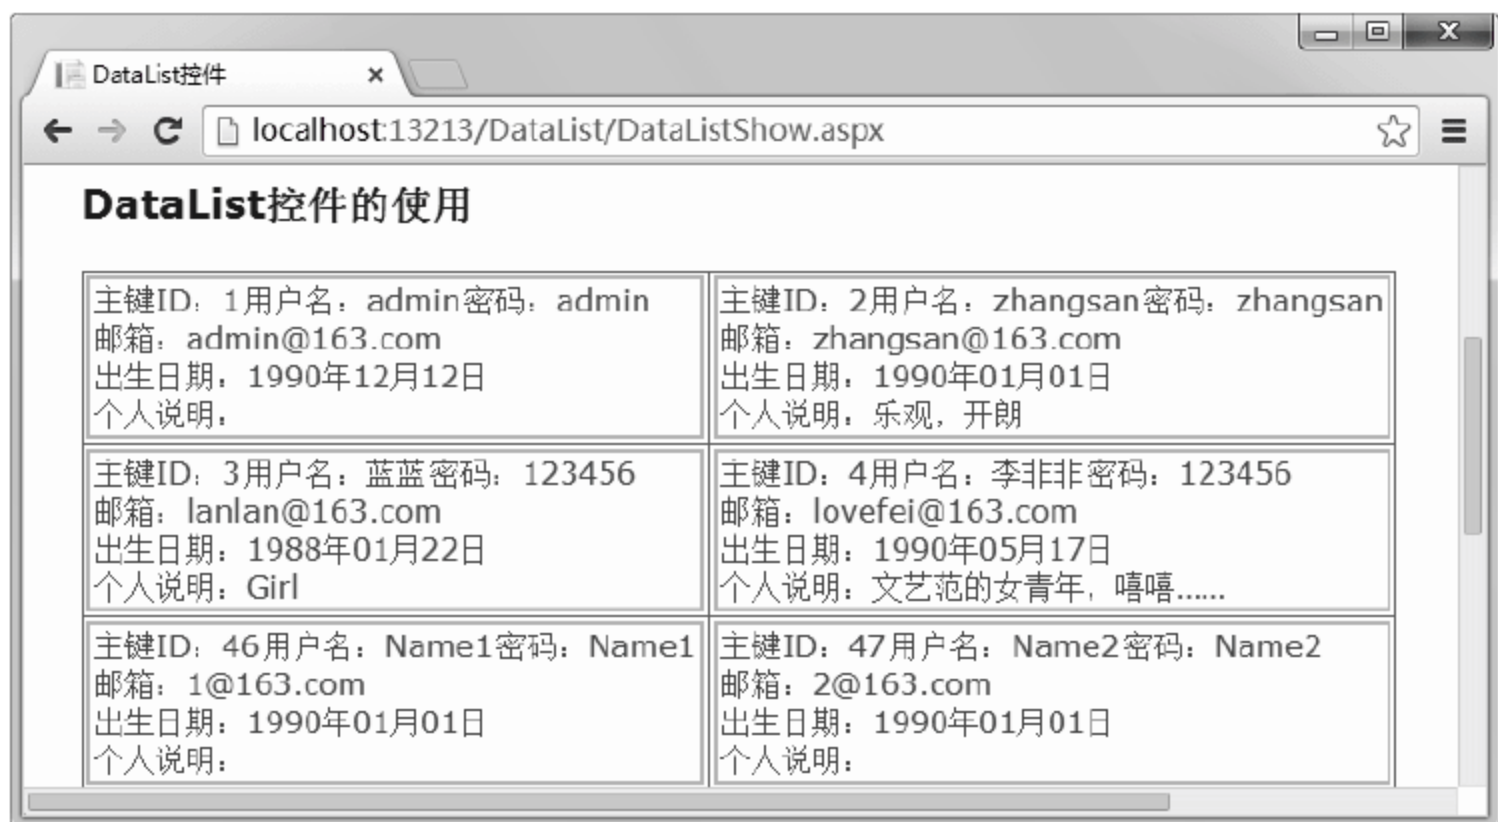 DataList控件
localhost:13213/DataList/DataListShow.aspx
DataList控件的使用
主键ID：1用户名：admin密码：admin
邮箱：admin@163.com
出生日期：1990年12月12日
个人说明：
主键ID：2用户名：zhangsan密码：zhangsan
邮箱：zhangsan@163.com
出生日期：1990年01月01日
个人说明：乐观，开朗
主键ID：3用户名：蓝蓝密码：123456
邮箱：lanlan@163.com
出生日期：1988年01月22日
个人说明：Girl
主键ID：4用户名：李非非密码：123456
邮箱：lovefei@163.com
出生日期：1990年05月17日
个人说明：文艺范的女青年，嘻嘻……
主键ID：46用户名：Name1密码：Name1
邮箱：1@163.com
出生日期：1990年01月01日
个人说明：
主键ID：47用户名：Name2密码：Name2
邮箱：2@163.com
出生日期：1990年01月01日
个人说明：